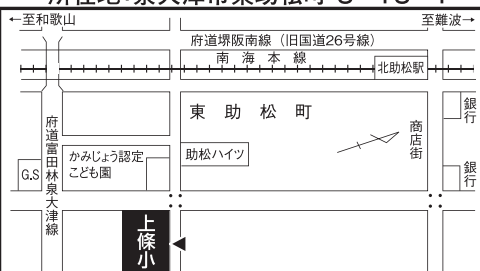 所在地・泉大津市東助松町3-13-1
←至和歌山
至難波→
府道堺阪南線（旧国道26号線）
南海本線
北助松駅
東助松町
銀行
府道富田林泉大津線
商店街
かみじょう認定
こども園
助松ハイツ
G.S
銀行
上條小